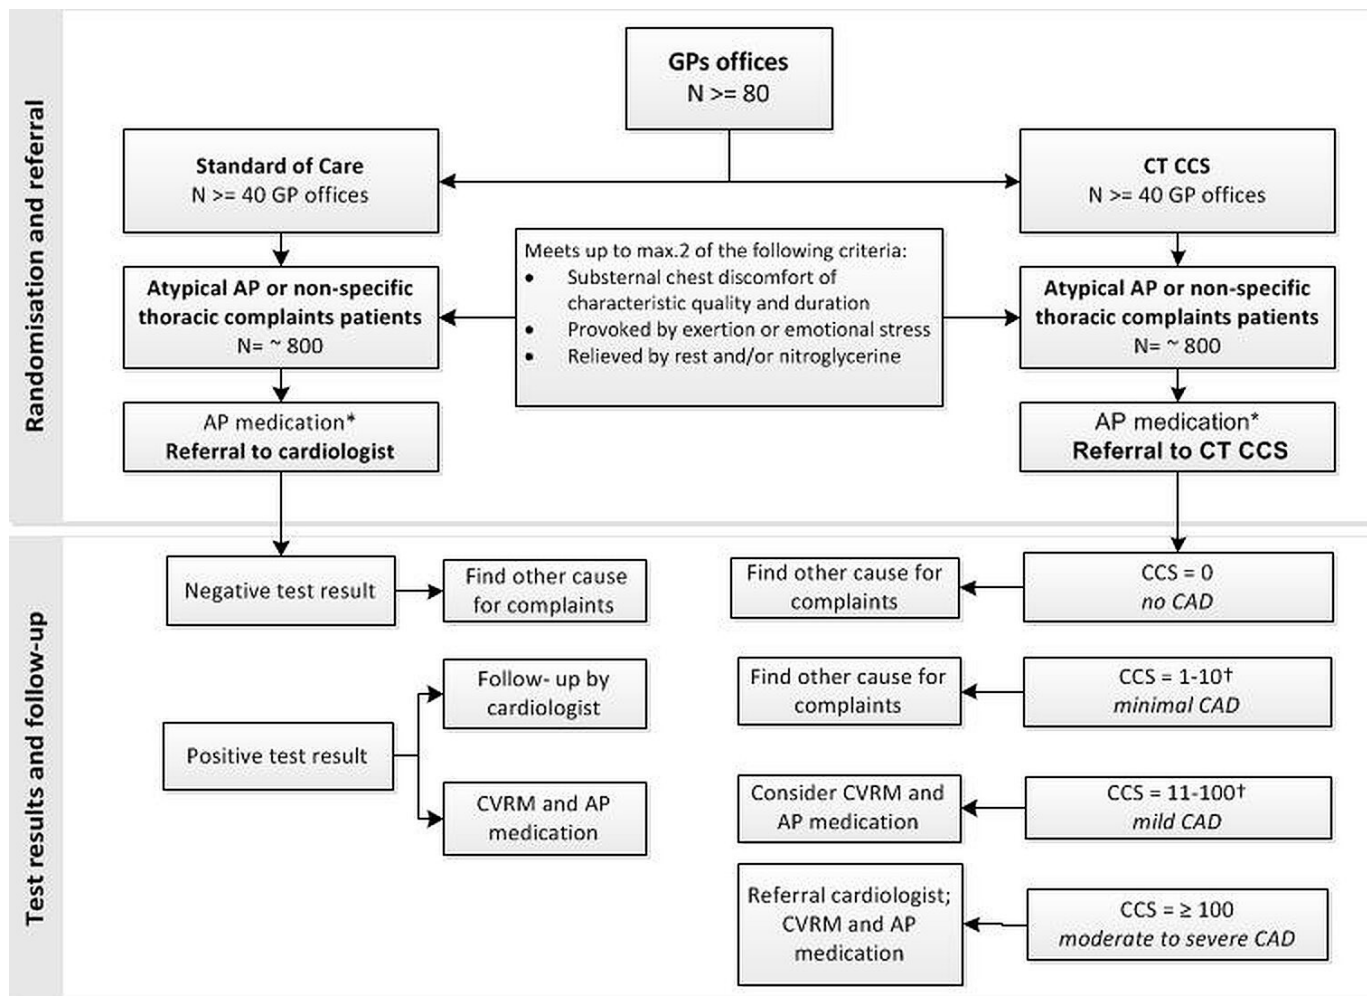 Randomisation and referral
GPs offices
N >= 80
Standard of Care
N >= 40 GP offices
CT CCS
N >= 40 GP offices
Meets up to max.2 of the following criteria:
• Substernal chest discomfort of
characteristic quality and duration
• Provoked by exertion or emotional stress
• Relieved by rest and/or nitroglycerine
Atypical AP or non-specific
thoracic complaints patients
N= ~ 800
Atypical AP or non-specific
thoracic complaints patients
N= ~ 800
AP medication*
Referral to cardiologist
AP medication*
Referral to CT CCS
Test results and follow-up
Negative test result
Find other cause
for complaints
Positive test result
Follow- up by
cardiologist
CVRM and AP
medication
CCS = 0
no CAD
Find other cause for
complaints
CCS = 1-10†
minimal CAD
Find other cause for
complaints
CCS = 11-100†
mild CAD
Consider CVRM and
AP medication
CCS = ≥ 100
moderate to severe CAD
Referral cardiologist;
CVRM and AP
medication